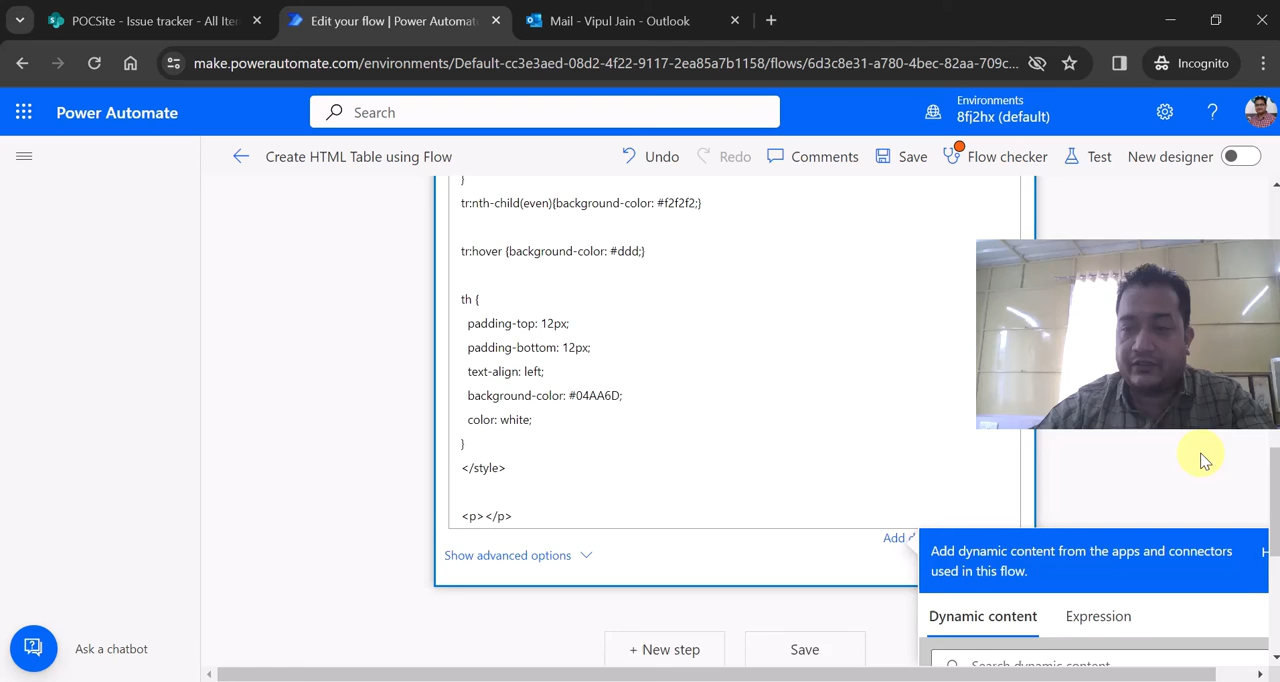 POCSite - Issue tracker - All Iter
Edit your flow | Power Automate
Mail - Vipul Jain - Outlook
make.powerautomate.com/environments/Default-cc3e3aed-08d2-4f22-9117-2ea85a7b1158/flows/6d3c8e31-a780-4bec-82aa-709c...
Incognito
Power Automate
Search
Environments
8fj2hx (default)
Create HTML Table using Flow
Undo
Redo
Comments
Save
Flow checker
Test
New designer
}
tr:nth-child(even){background-color: #f2f2f2;}
tr:hover {background-color: #ddd;}
th {
padding-top: 12px;
padding-bottom: 12px;
text-align: left;
background-color: #04AA6D;
color: white;
}
</style>
<p></p>
Add
Show advanced options
Add dynamic content from the apps and connectors
used in this flow.
H
Dynamic content
Expression
Search dynamic content
+ New step
Save
Ask a chatbot